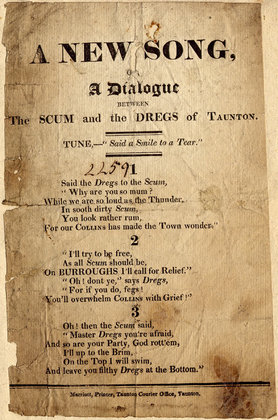 A NEW SONG,
OR,
A Dialogue
BETWEEN
The SCUM and the DREGS of TAUNTON.
TUNE,—"Said a Smile to a Tear."
22591
1
Said the Dregs to the Scum,
"Why are you so mum?
While we are so loud as the Thunder,
In sooth dirty Scum,
You look rather rum,
For our COLLINS has made the Town wonder."
2
"I'll try to be free,
As all Scum should be,
On BURROUGHS I'll call for Relief."
"Oh! dont ye," says Dregs,
"For if you do, fegs!
You'll overwhelm COLLINS with Grief!"
3
Oh! then the Scum said,
"Master Dregs you're afraid,
And so are your Party, God rott'em,
I'll up to the Brim,
On the Top I will swim,
And leave you filthy Dregs at the Bottom."
Marriott, Printer, Taunton Courier Office, Taunton.